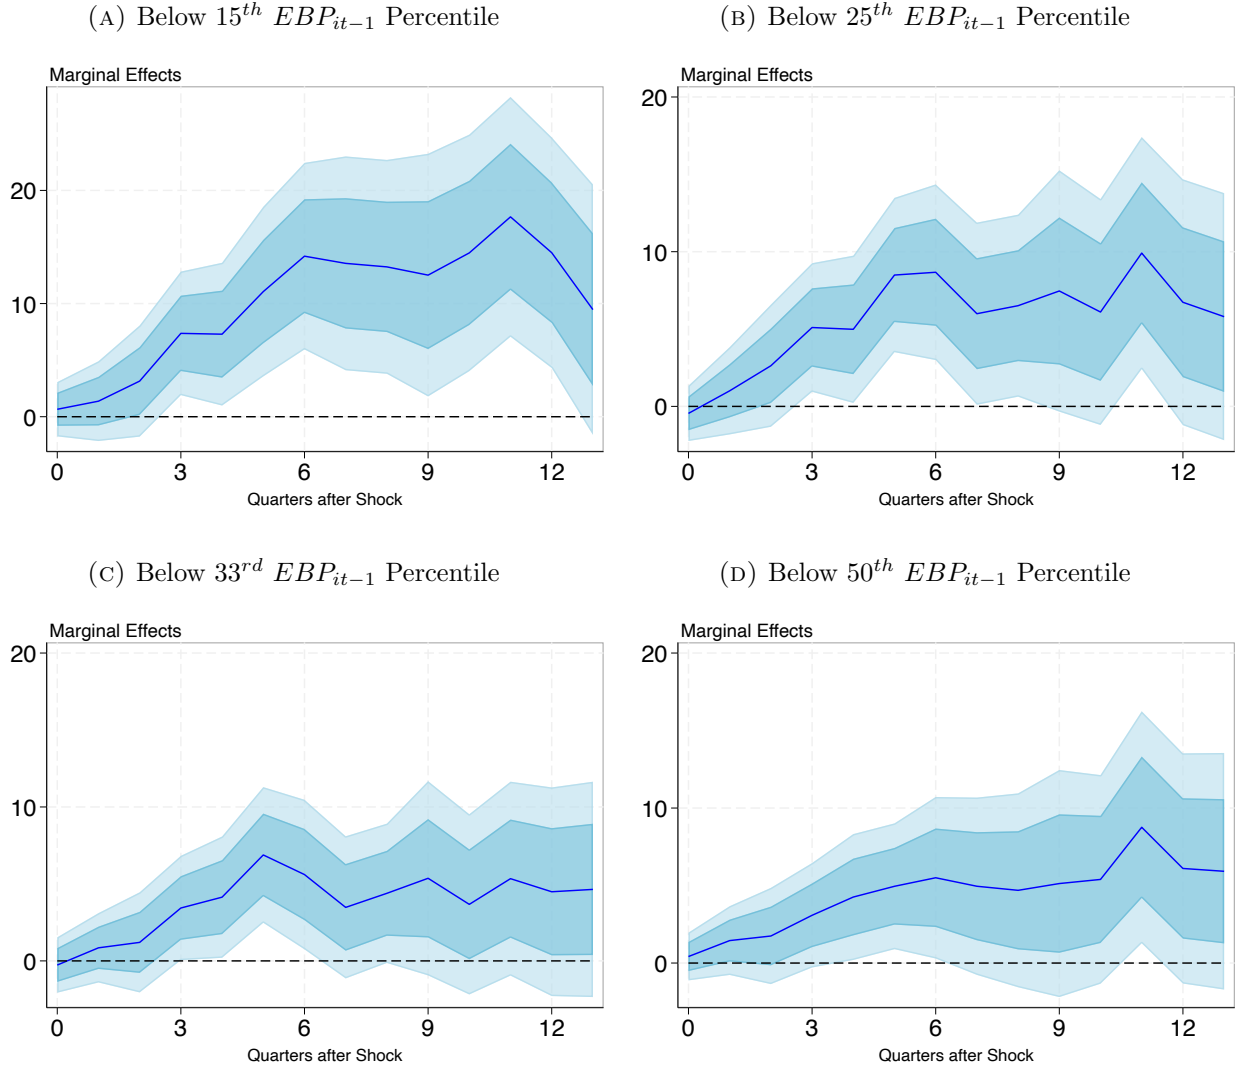 (A) Below 15th EBPit−1 Percentile
Marginal Effects
20
10
0
0 3 6 9 12
Quarters after Shock
(B) Below 25th EBPit−1 Percentile
Marginal Effects
20
10
0
0 3 6 9 12
Quarters after Shock
(C) Below 33rd EBPit−1 Percentile
Marginal Effects
20
10
0
0 3 6 9 12
Quarters after Shock
(D) Below 50th EBPit−1 Percentile
Marginal Effects
20
10
0
0 3 6 9 12
Quarters after Shock